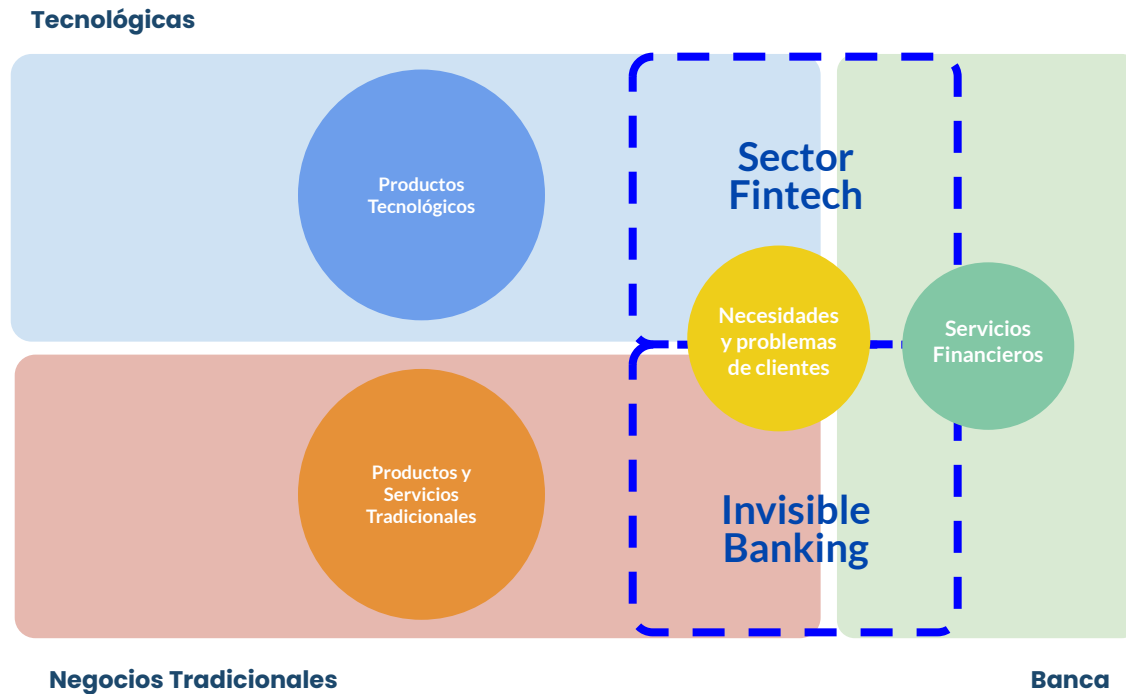 Tecnológicas
Sector
Fintech
Productos
Tecnológicos
Necesidades
y problemas
de clientes
Servicios
Financieros
Productos y
Servicios
Tradicionales
Invisible
Banking
Negocios Tradicionales
Banca